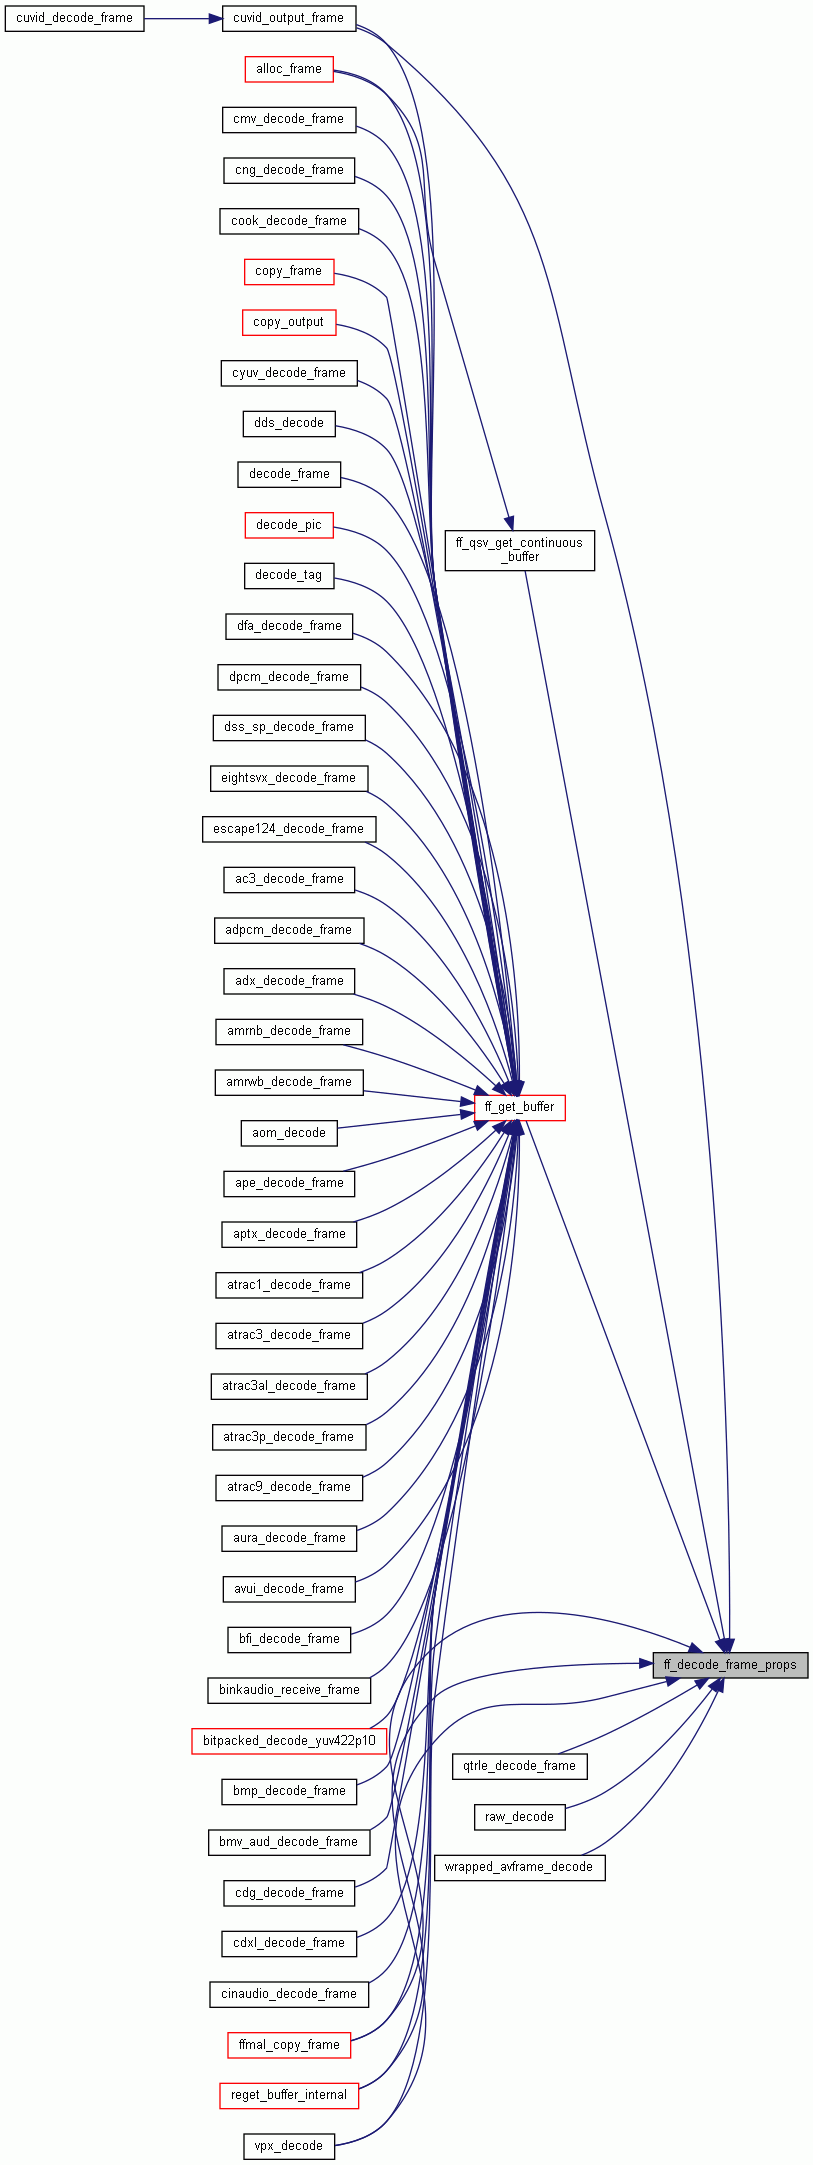 cuvid_decode_frame
cuvid_output_frame
alloc_frame
cmv_decode_frame
cng_decode_frame
cook_decode_frame
copy_frame
copy_output
cyuv_decode_frame
dds_decode
decode_frame
decode_pic
ff_qsv_get_continuous
_buffer
decode_tag
dfa_decode_frame
dpcm_decode_frame
dss_sp_decode_frame
eightsvx_decode_frame
escape124_decode_frame
ac3_decode_frame
adpcm_decode_frame
adx_decode_frame
amrnb_decode_frame
amrwb_decode_frame
ff_get_buffer
aom_decode
ape_decode_frame
aptx_decode_frame
atrac1_decode_frame
atrac3_decode_frame
atrac3al_decode_frame
atrac3p_decode_frame
atrac9_decode_frame
aura_decode_frame
avui_decode_frame
bfi_decode_frame
ff_decode_frame_props
binkaudio_receive_frame
bitpacked_decode_yuv422p10
qtrle_decode_frame
bmp_decode_frame
raw_decode
bmv_aud_decode_frame
wrapped_avframe_decode
cdg_decode_frame
cdxl_decode_frame
cinaudio_decode_frame
ffmal_copy_frame
reget_buffer_internal
vpx_decode